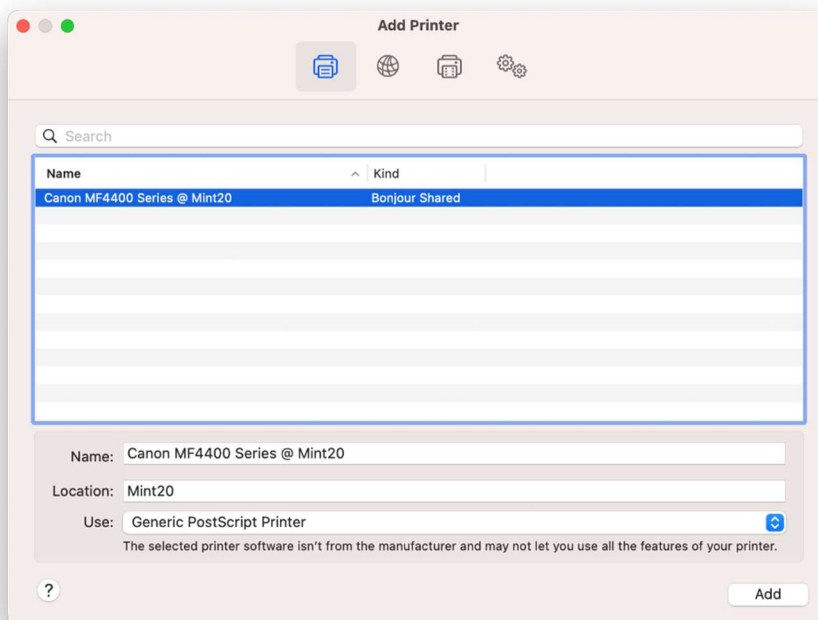 Add Printer
Search
Name Kind
Canon MF4400 Series @ Mint20 Bonjour Shared
Name: Canon MF4400 Series @ Mint20
Location: Mint20
Use: Generic PostScript Printer
The selected printer software isn't from the manufacturer and may not let you use all the features of your printer.
? Add